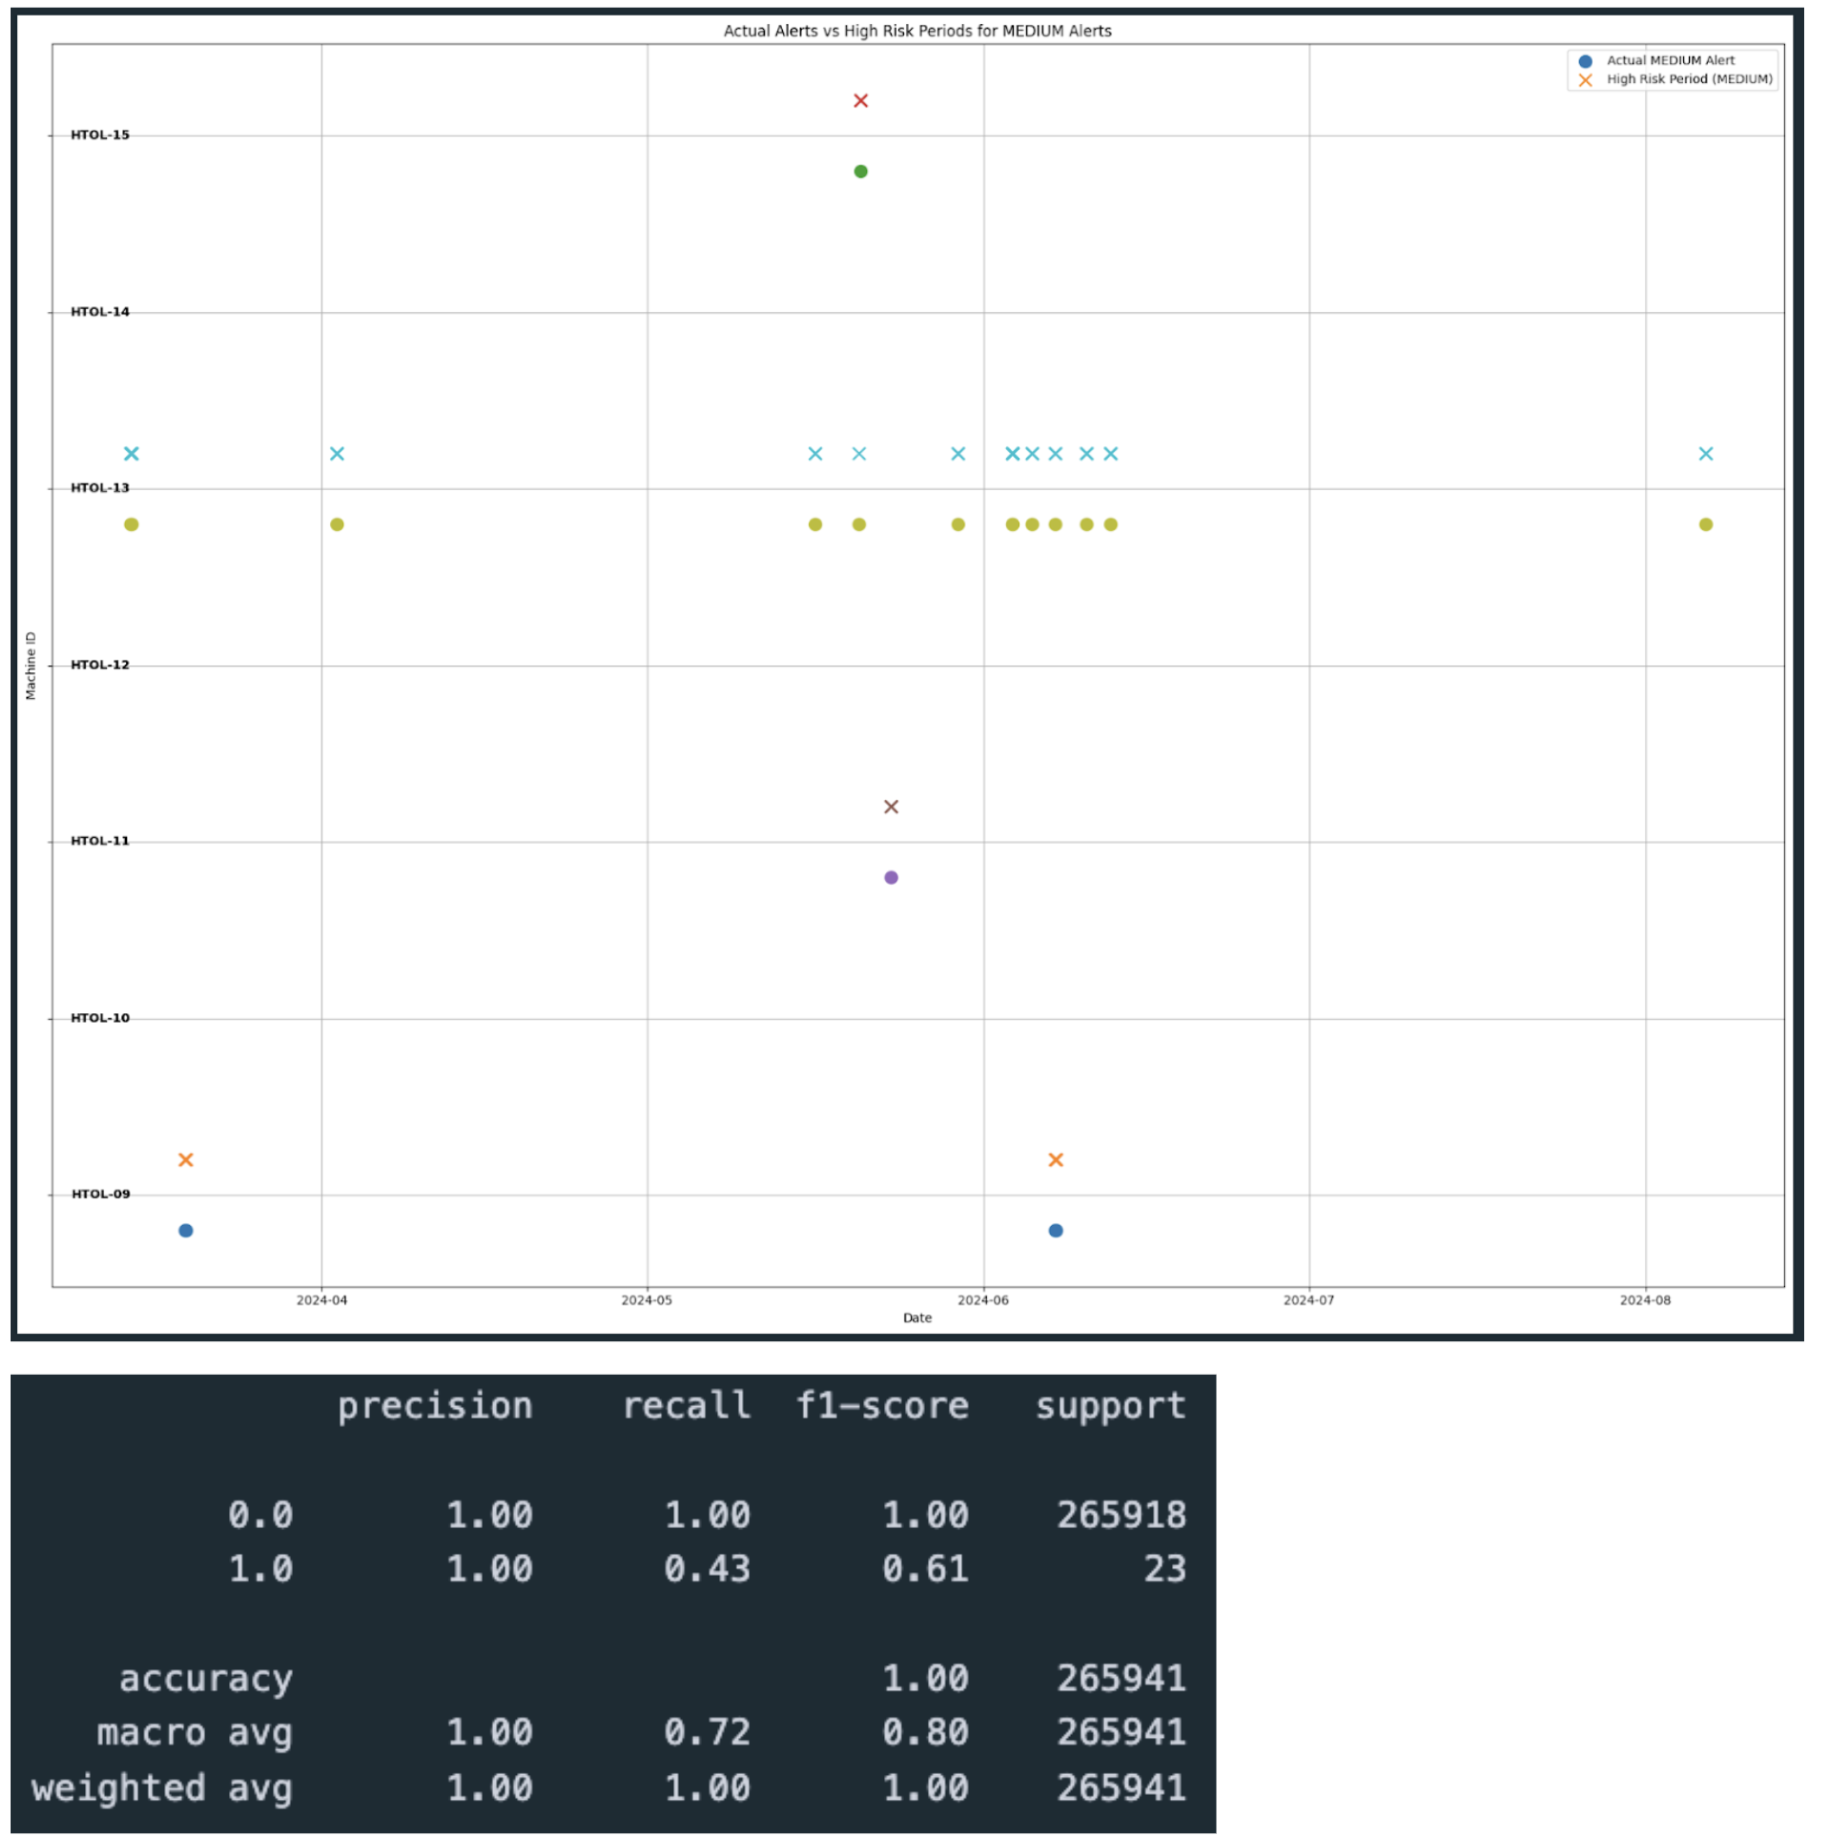 Actual Alerts vs High Risk Periods for MEDIUM Alerts
Actual MEDIUM Alert
High Risk Period (MEDIUM)
HTOL-15
HTOL-14
HTOL-13
HTOL-12
Machine ID
HTOL-11
HTOL-10
HTOL-09
2024-04 2024-05 2024-06 2024-07 2024-08
Date
precision recall f1-score support
0.0 1.00 1.00 1.00 265918
1.0 1.00 0.43 0.61 23
accuracy 1.00 265941
macro avg 1.00 0.72 0.80 265941
weighted avg 1.00 1.00 1.00 265941